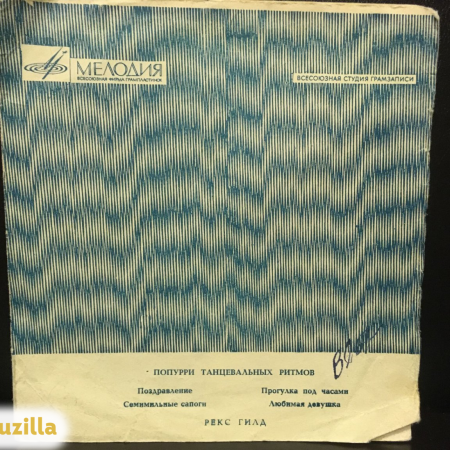 МЕЛОДИЯ
ВСЕСОЮЗНАЯ ФИРМА ГРАМПЛАСТИНОК
ВСЕСОЮЗНАЯ СТУДИЯ ГРАМЗАПИСИ
ПОПУРРИ ТАНЦЕВАЛЬНЫХ РИТМОВ
Поздравление Прогулка под часами
Семимильные сапоги Любимая девушка
РЕКС ГИЛД
uzilla